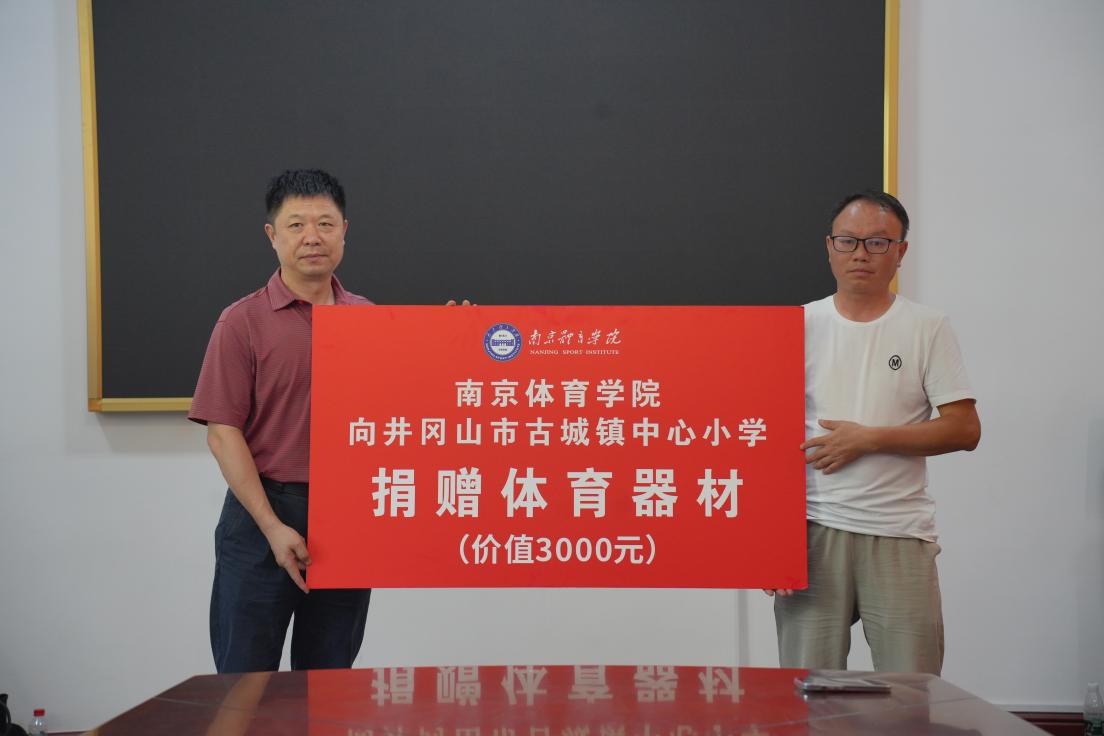 南京体育学院
NANJING SPORT INSTITUTE
南京体育学院
向井冈山市古城镇中心小学
捐赠体育器材
(价值3000元)
M